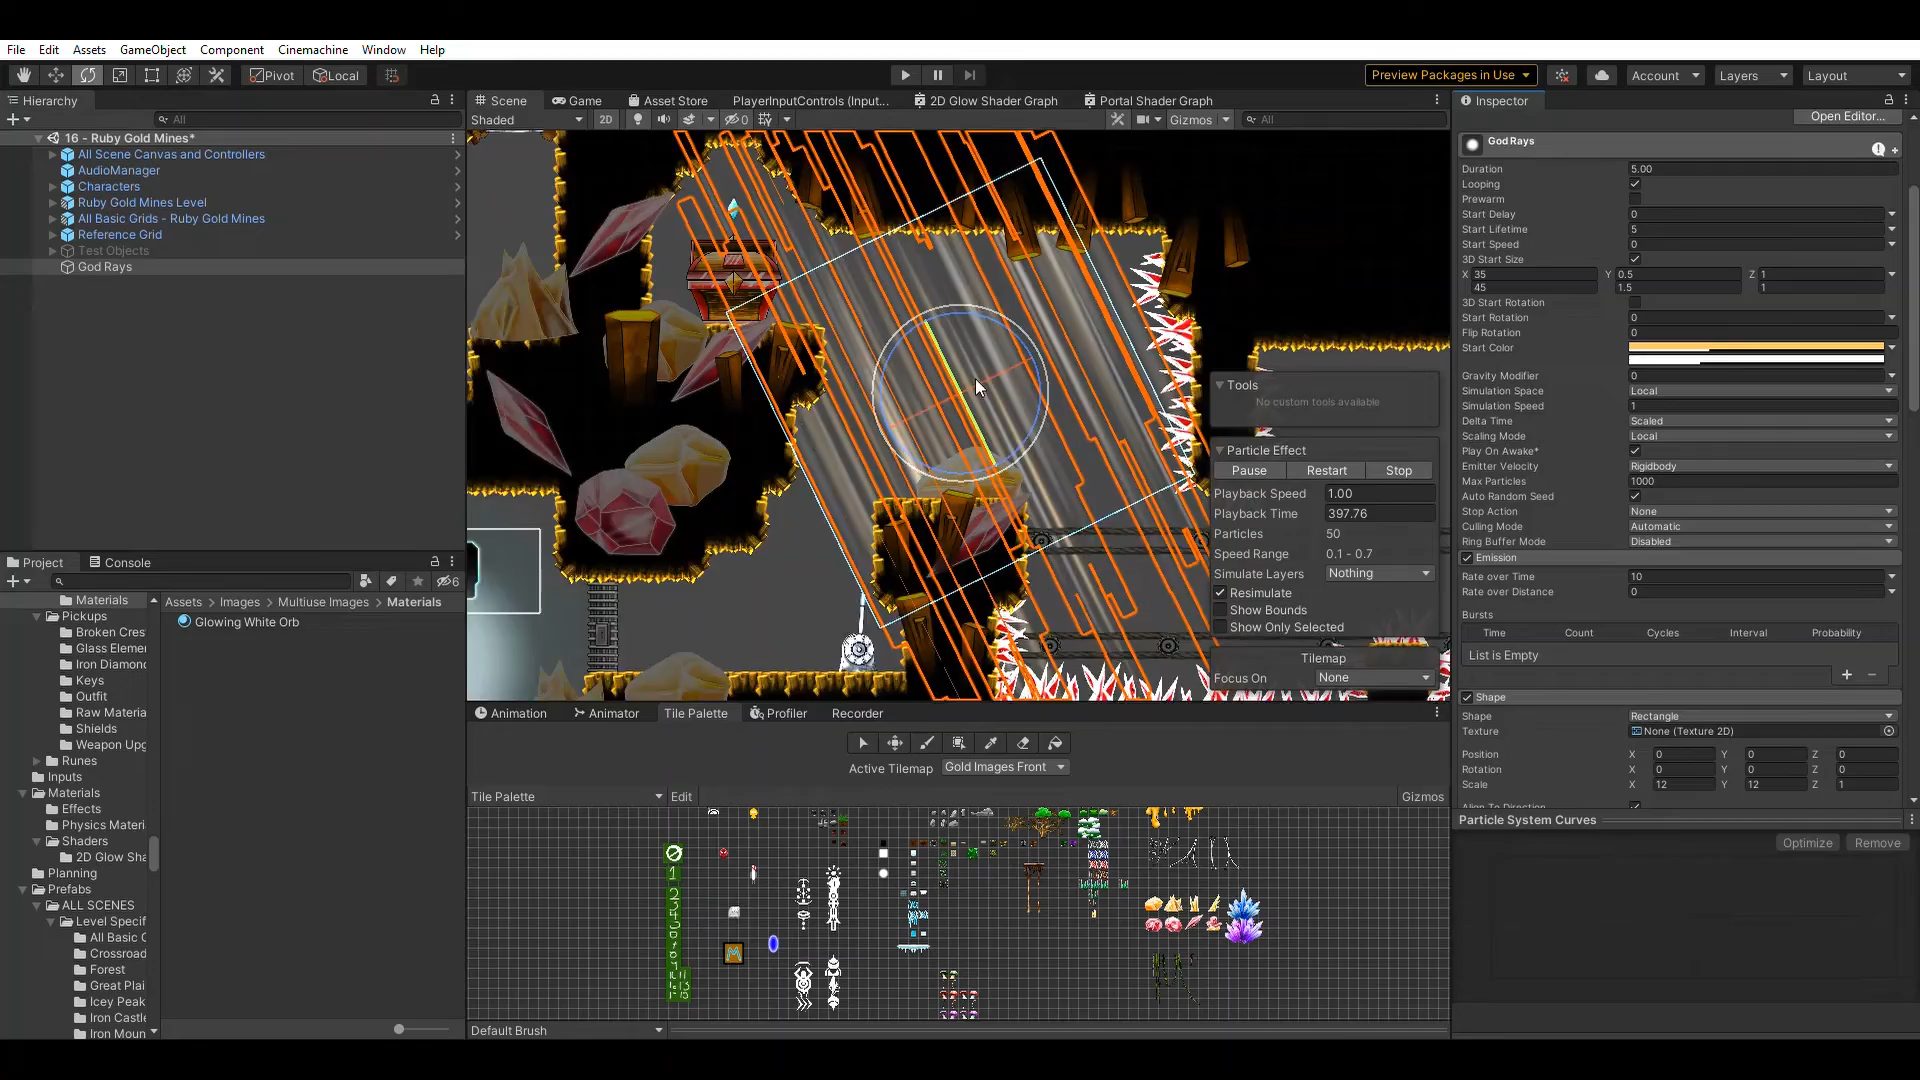 File Edit Assets GameObject Component Cinemachine Window Help
Pivot Local Preview Packages in Use Account Layers Layout
Hierarchy
All
16 - Ruby Gold Mines*
All Scene Canvas and Controllers
AudioManager
Characters
Ruby Gold Mines Level
All Basic Grids - Ruby Gold Mines
Reference Grid
Test Objects
God Rays
Scene Game Asset Store PlayerInputControls (Input... 2D Glow Shader Graph Portal Shader Graph
Shaded 2D 0 Gizmos All
Tools
No custom tools available
Particle Effect
Pause Restart Stop
Playback Speed 1.00
Playback Time 397.76
Particles 50
Speed Range 0.1 - 0.7
Simulate Layers Nothing
Resimulate
Show Bounds
Show Only Selected
Tilemap
Focus On None
Inspector
Open Editor...
God Rays
Duration 5.00
Looping
Prewarm
Start Delay 0
Start Lifetime 5
Start Speed 0
3D Start Size
X 35 Y 0.5 Z 1
45 1.5 1
3D Start Rotation
Start Rotation 0
Flip Rotation 0
Start Color
Gravity Modifier 0
Simulation Space Local
Simulation Speed 1
Delta Time Scaled
Scaling Mode Local
Play On Awake*
Emitter Velocity Rigidbody
Max Particles 1000
Auto Random Seed
Stop Action None
Culling Mode Automatic
Ring Buffer Mode Disabled
Emission
Rate over Time 10
Rate over Distance 0
Bursts
Time Count Cycles Interval Probability
List is Empty
Shape
Shape Rectangle
Texture None (Texture 2D)
Position X 0 Y 0 Z 0
Rotation X 0 Y 0 Z 0
Scale X 12 Y 12 Z 1
Align To Direction
Particle System Curves
Optimize Remove
Project Console
6
Materials
Pickups
Broken Cres
Glass Eleme
Iron Diamond
Keys
Outfit
Raw Materia
Shields
Weapon Upg
Runes
Inputs
Materials
Effects
Physics Materi
Shaders
2D Glow Sha
Planning
Prefabs
ALL SCENES
Level Specif
All Basic G
Crossroad
Forest
Great Plai
Icey Peak
Iron Castle
Iron Moun
Assets > Images > Multiuse Images > Materials
Glowing White Orb
Animation Animator Tile Palette Profiler Recorder
Active Tilemap Gold Images Front
Tile Palette Edit Gizmos
1
2
3
4
5
6
Default Brush